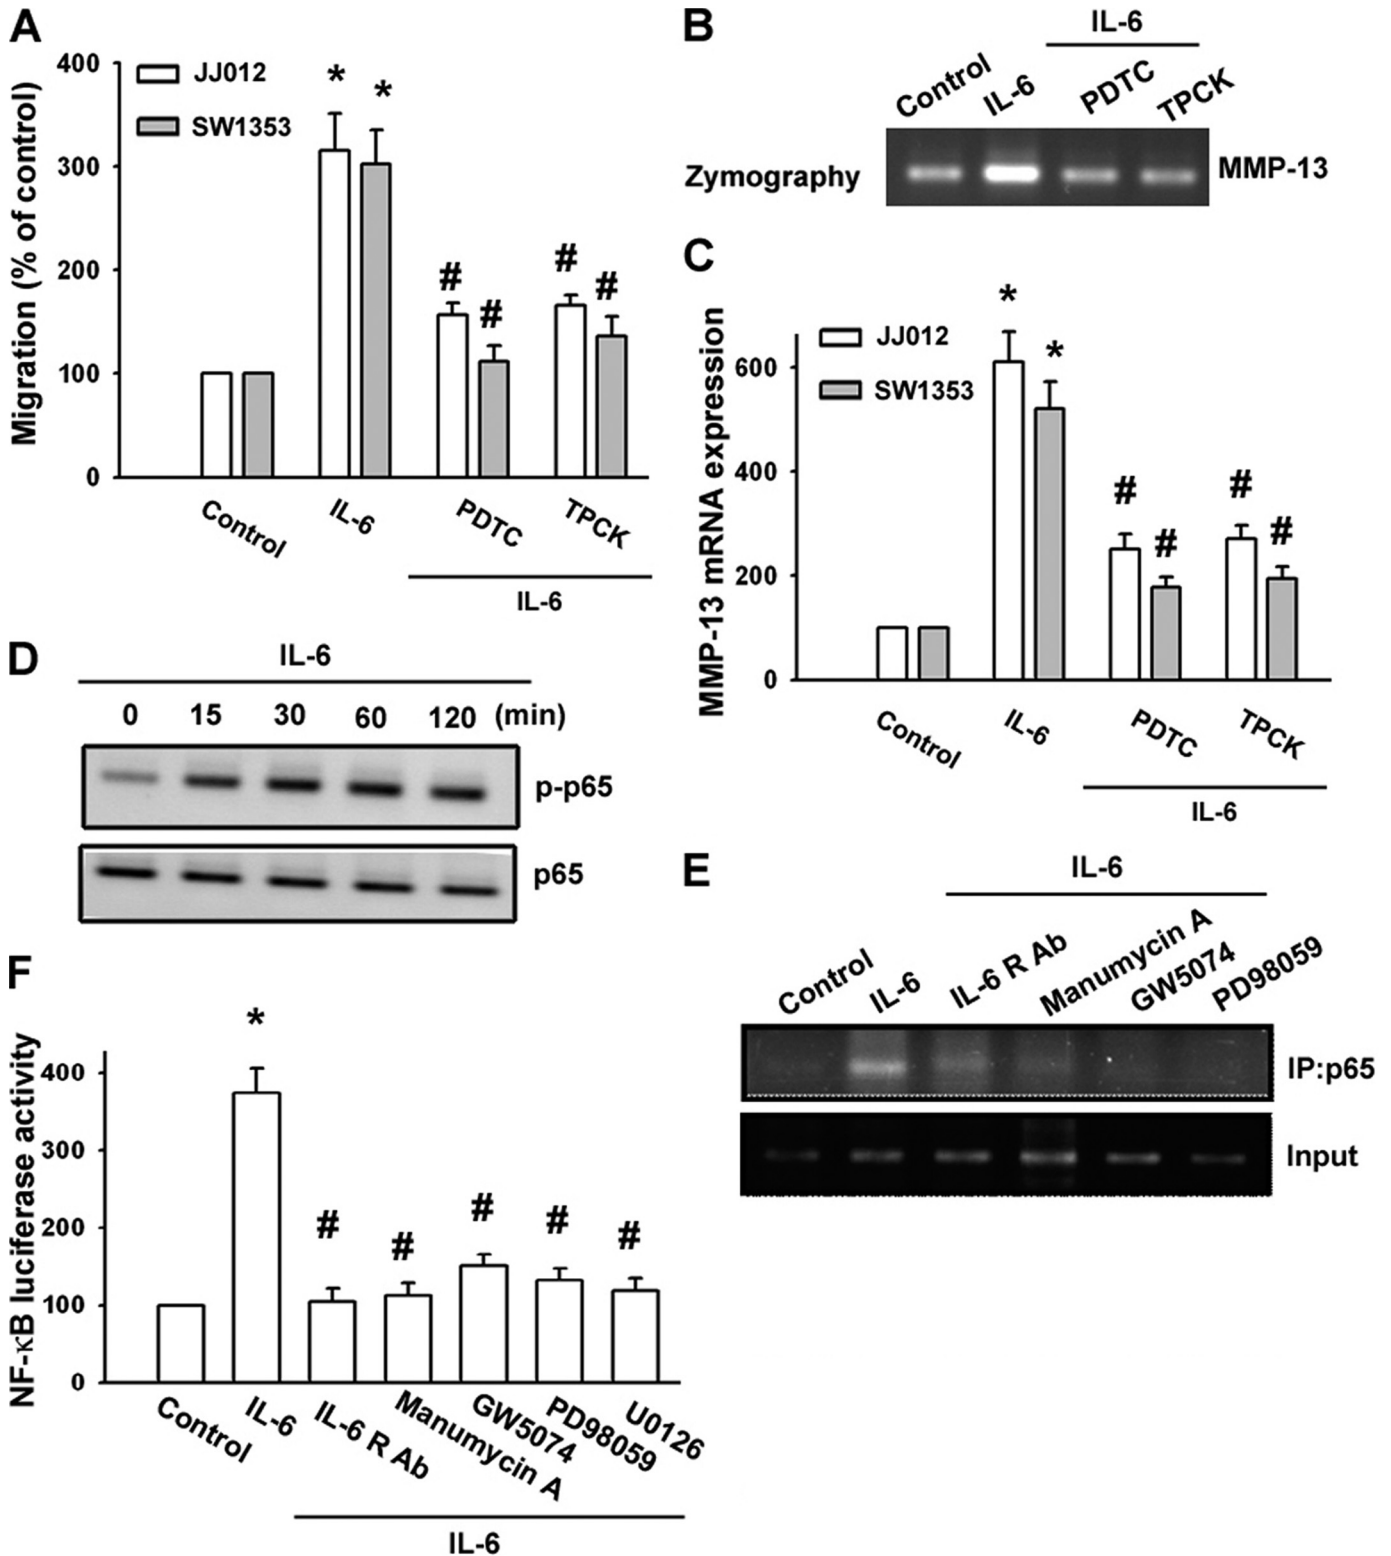 A
Migration (% of control)
400
300
200
100
0
JJ012
SW1353
* *
# #
# #
Control
IL-6
PDTC
TPCK
IL-6
B
IL-6
Control
IL-6
PDTC
TPCK
Zymography
MMP-13
C
MMP-13 mRNA expression
600
400
200
0
JJ012
SW1353
* *
# #
# #
Control
IL-6
PDTC
TPCK
IL-6
D
IL-6
0 15 30 60 120 (min)
p-p65
p65
E
IL-6
Control
IL-6
IL-6 R Ab
Manumycin A
GW5074
PD98059
IP:p65
Input
F
NF-κB luciferase activity
400
300
200
100
0
*
# # # # #
Control
IL-6
IL-6 R Ab
Manumycin A
GW5074
PD98059
U0126
IL-6